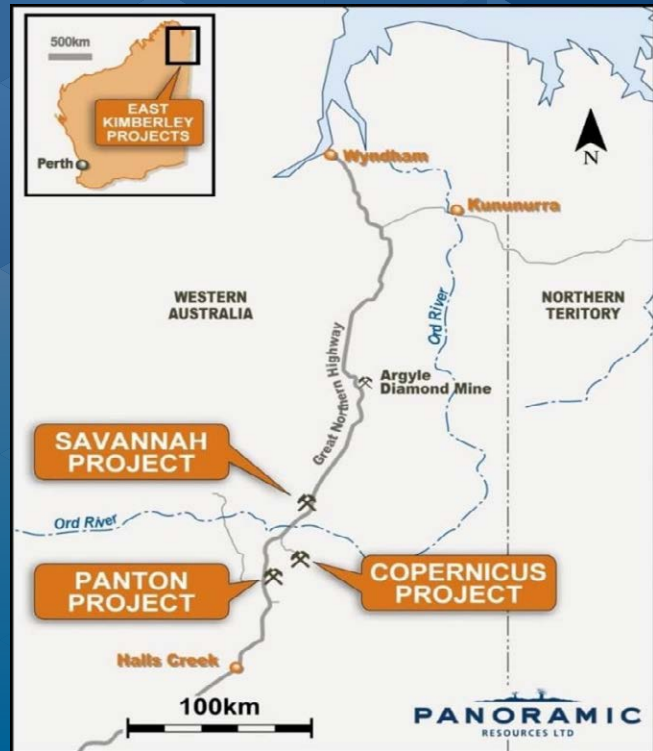 500km
EAST
KIMBERLEY
PROJECTS
Perth
Wyndham
N
Kununurra
WESTERN
AUSTRALIA
NORTHERN
TERITORY
Ord River
Great Northern Highway
Argyle
Diamond Mine
SAVANNAH
PROJECT
Ord River
PANTON
PROJECT
COPERNICUS
PROJECT
Halls Creek
100km
PANORAMIC
RESOURCES LTD